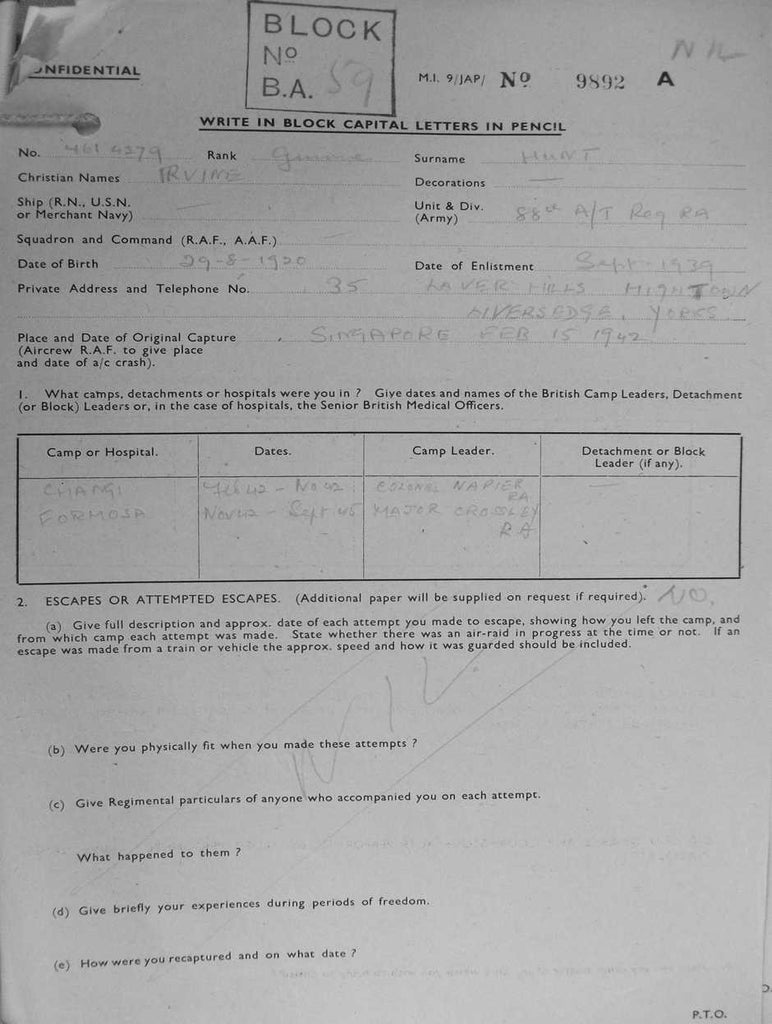 BLOCK
Nº
B.A. 59
NIL
CONFIDENTIAL
M.I. 9/JAP/ Nº 9892 A
WRITE IN BLOCK CAPITAL LETTERS IN PENCIL
No. Rank Gunner Surname HUNT
Christian Names IRVINE Decorations —
Ship (R.N., U.S.N. or Merchant Navy) Unit & Div. (Army) 88th A/T Reg RA
Squadron and Command (R.A.F., A.A.F.)
Date of Birth 29-8-1920 Date of Enlistment Sept 1939
Private Address and Telephone No. 35 HILLS HIGHTOWN
LIVERSEDGE, YORKS
Place and Date of Original Capture SINGAPORE FEB 15 1942
(Aircrew R.A.F. to give place
and date of a/c crash).
1. What camps, detachments or hospitals were you in ? Give dates and names of the British Camp Leaders, Detachment
(or Block) Leaders or, in the case of hospitals, the Senior British Medical Officers.
Camp or Hospital. Dates. Camp Leader. Detachment or Block Leader (if any).
CHANGI Feb 42 - Nov 42 COLONEL NAPIER RA —
FORMOSA Nov 42 - Sept 45 MAJOR CROSSLEY RA
2. ESCAPES OR ATTEMPTED ESCAPES. (Additional paper will be supplied on request if required). NO.
(a) Give full description and approx. date of each attempt you made to escape, showing how you left the camp, and
from which camp each attempt was made. State whether there was an air-raid in progress at the time or not. If an
escape was made from a train or vehicle the approx. speed and how it was guarded should be included.
NIL
(b) Were you physically fit when you made these attempts ?
(c) Give Regimental particulars of anyone who accompanied you on each attempt.
What happened to them ?
(d) Give briefly your experiences during periods of freedom.
(e) How were you recaptured and on what date ?
P.T.O.